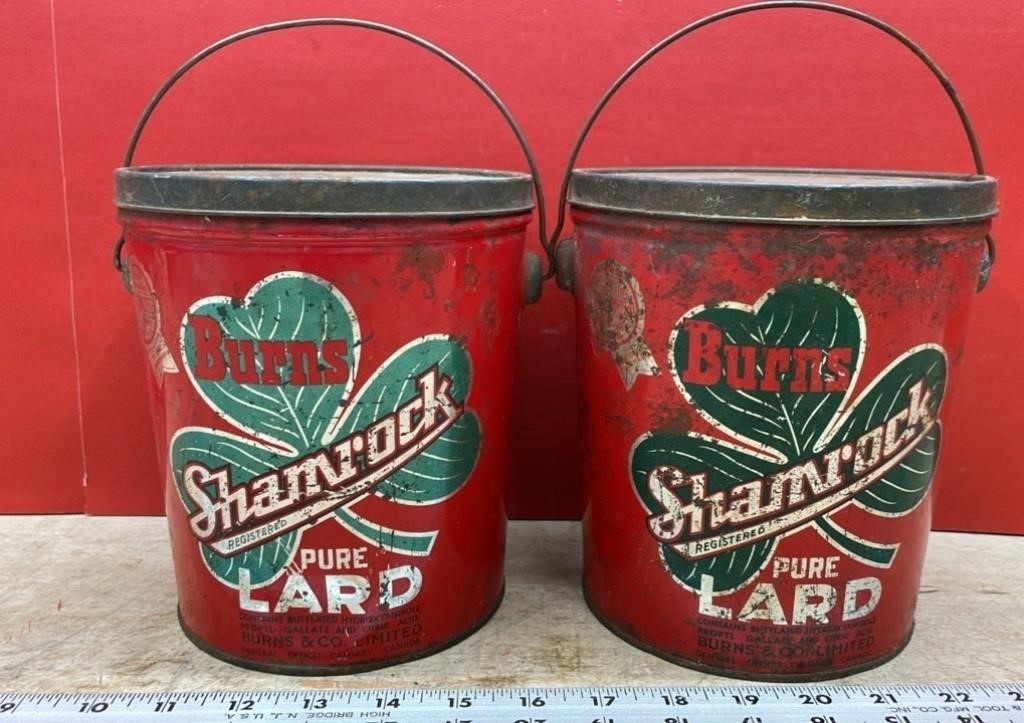 Burns
Shamrock
REGISTERED
PURE
LARD
CONTAINS BUTYLATED HYDROXYANISOLE
PROPYL GALLATE AND CITRIC ACID
BURNS & CO. LIMITED
GENERAL OFFICES: CALGARY, CANADA
Burns
Shamrock
REGISTERED
PURE
LARD
CONTAINS BUTYLATED HYDROXYANISOLE
PROPYL GALLATE AND CITRIC ACID
BURNS & CO. LIMITED
GENERAL OFFICES: CALGARY, CANADA
9 10 11 12 13 14 15 16 17 18 19 20 21 22
U.S.A. HIGH BRIDGE, N.J. U.S.A. & TOOL MFG. CO., INC.